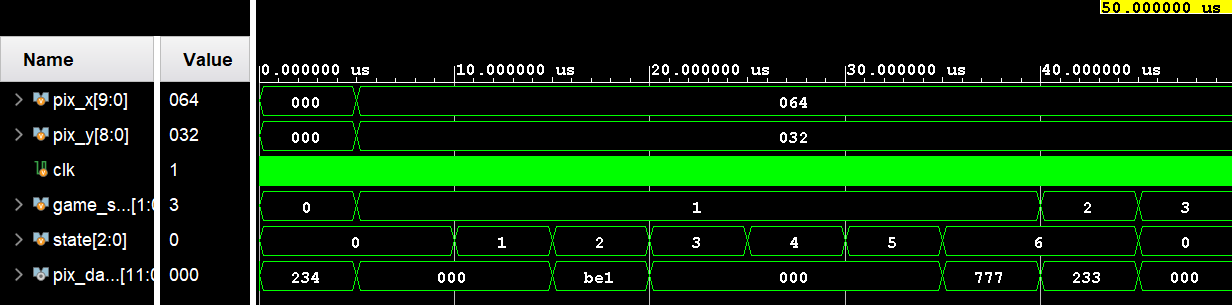 50.000000 us
Name Value
0.000000 us 10.000000 us 20.000000 us 30.000000 us 40.000000 us
pix_x[9:0] 064 000 064
pix_y[8:0] 032 000 032
clk 1
game_s...[1:0 3 0 1 2 3
state[2:0] 0 0 1 2 3 4 5 6 0
pix_da...[11:0 000 234 000 be1 000 777 233 000